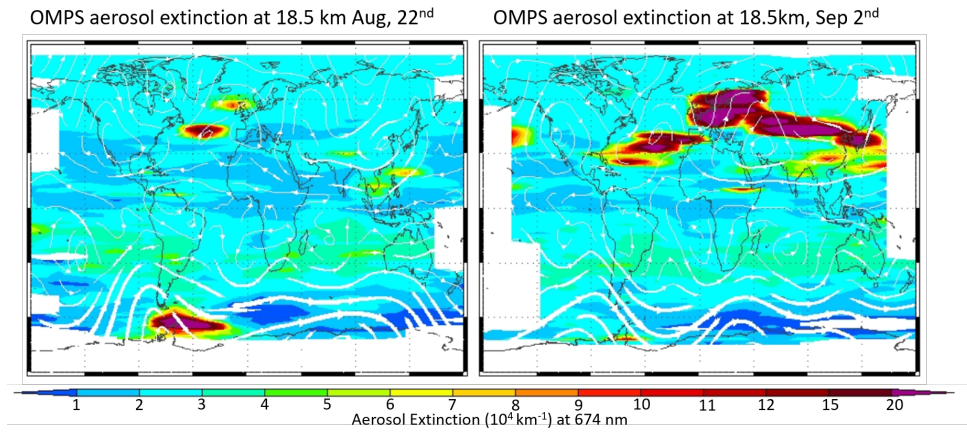 OMPS aerosol extinction at 18.5 km Aug, 22nd
OMPS aerosol extinction at 18.5km, Sep 2nd
1 2 3 4 5 6 7 8 9 10 11 12 15 20
Aerosol Extinction (10⁴ km⁻¹) at 674 nm